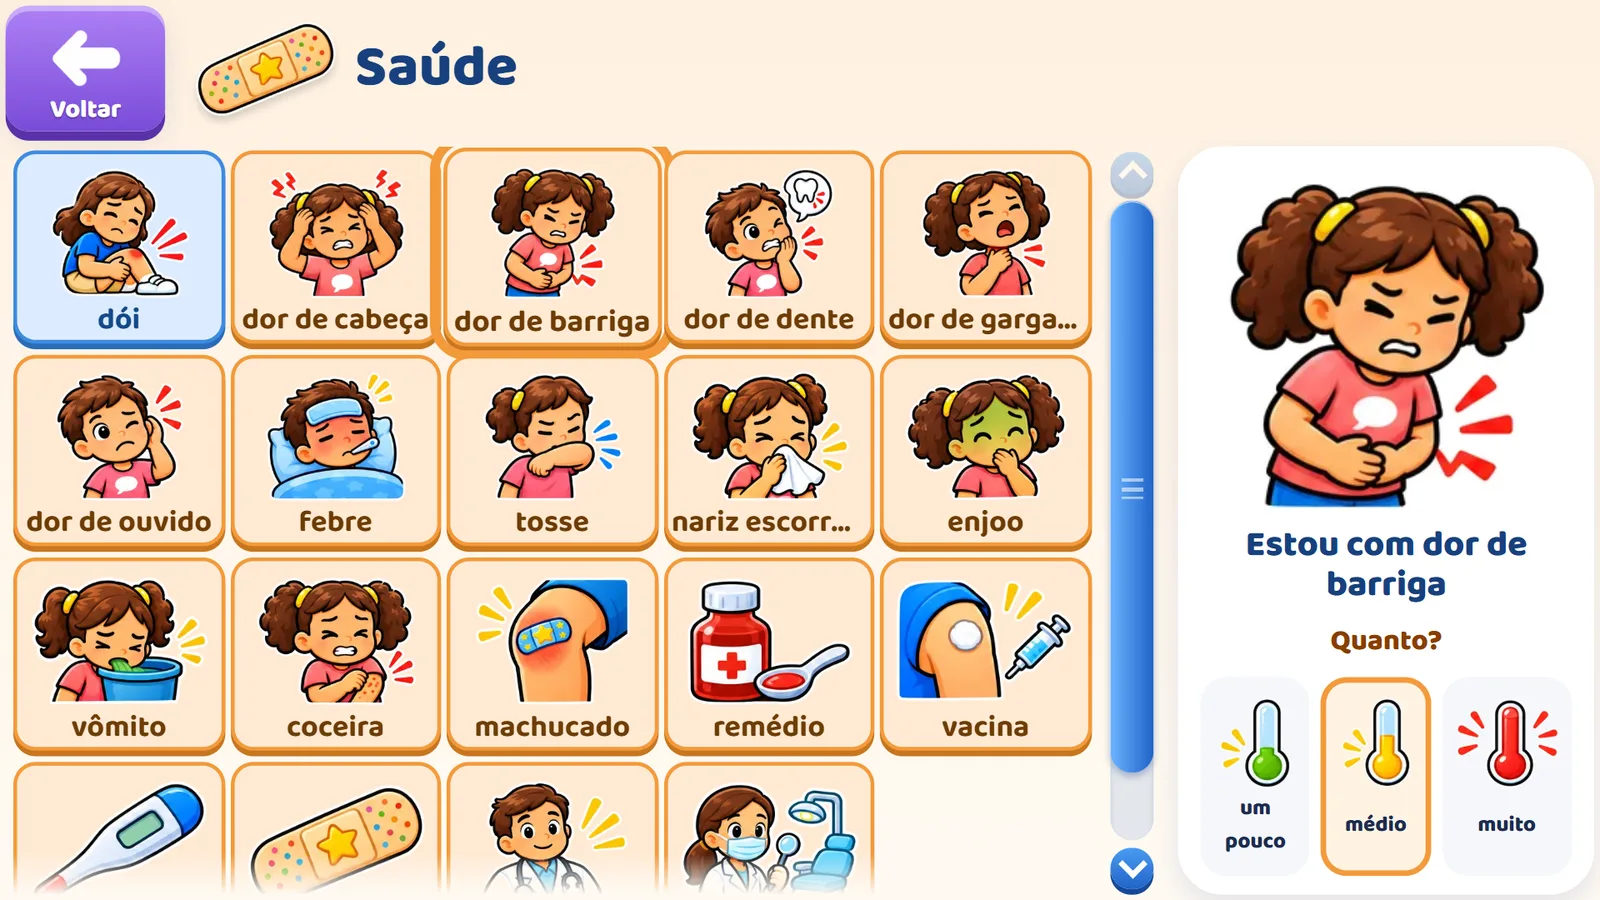 Voltar
Saúde
dói
dor de cabeça
dor de barriga
dor de dente
dor de garga...
dor de ouvido
febre
tosse
nariz escorr...
enjoo
vômito
coceira
machucado
remédio
vacina
Estou com dor de
barriga
Quanto?
um
pouco
médio
muito